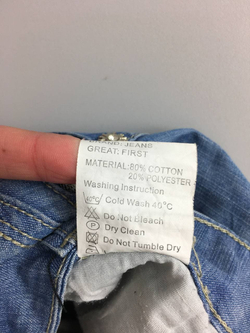 JEANS
GREAT: FIRST
MATERIAL: 80% COTTON
20% POLYESTER
Washing Instruction
Cold Wash 40°C
Do Not Bleach
P Dry Clean
Do Not Tumble Dry